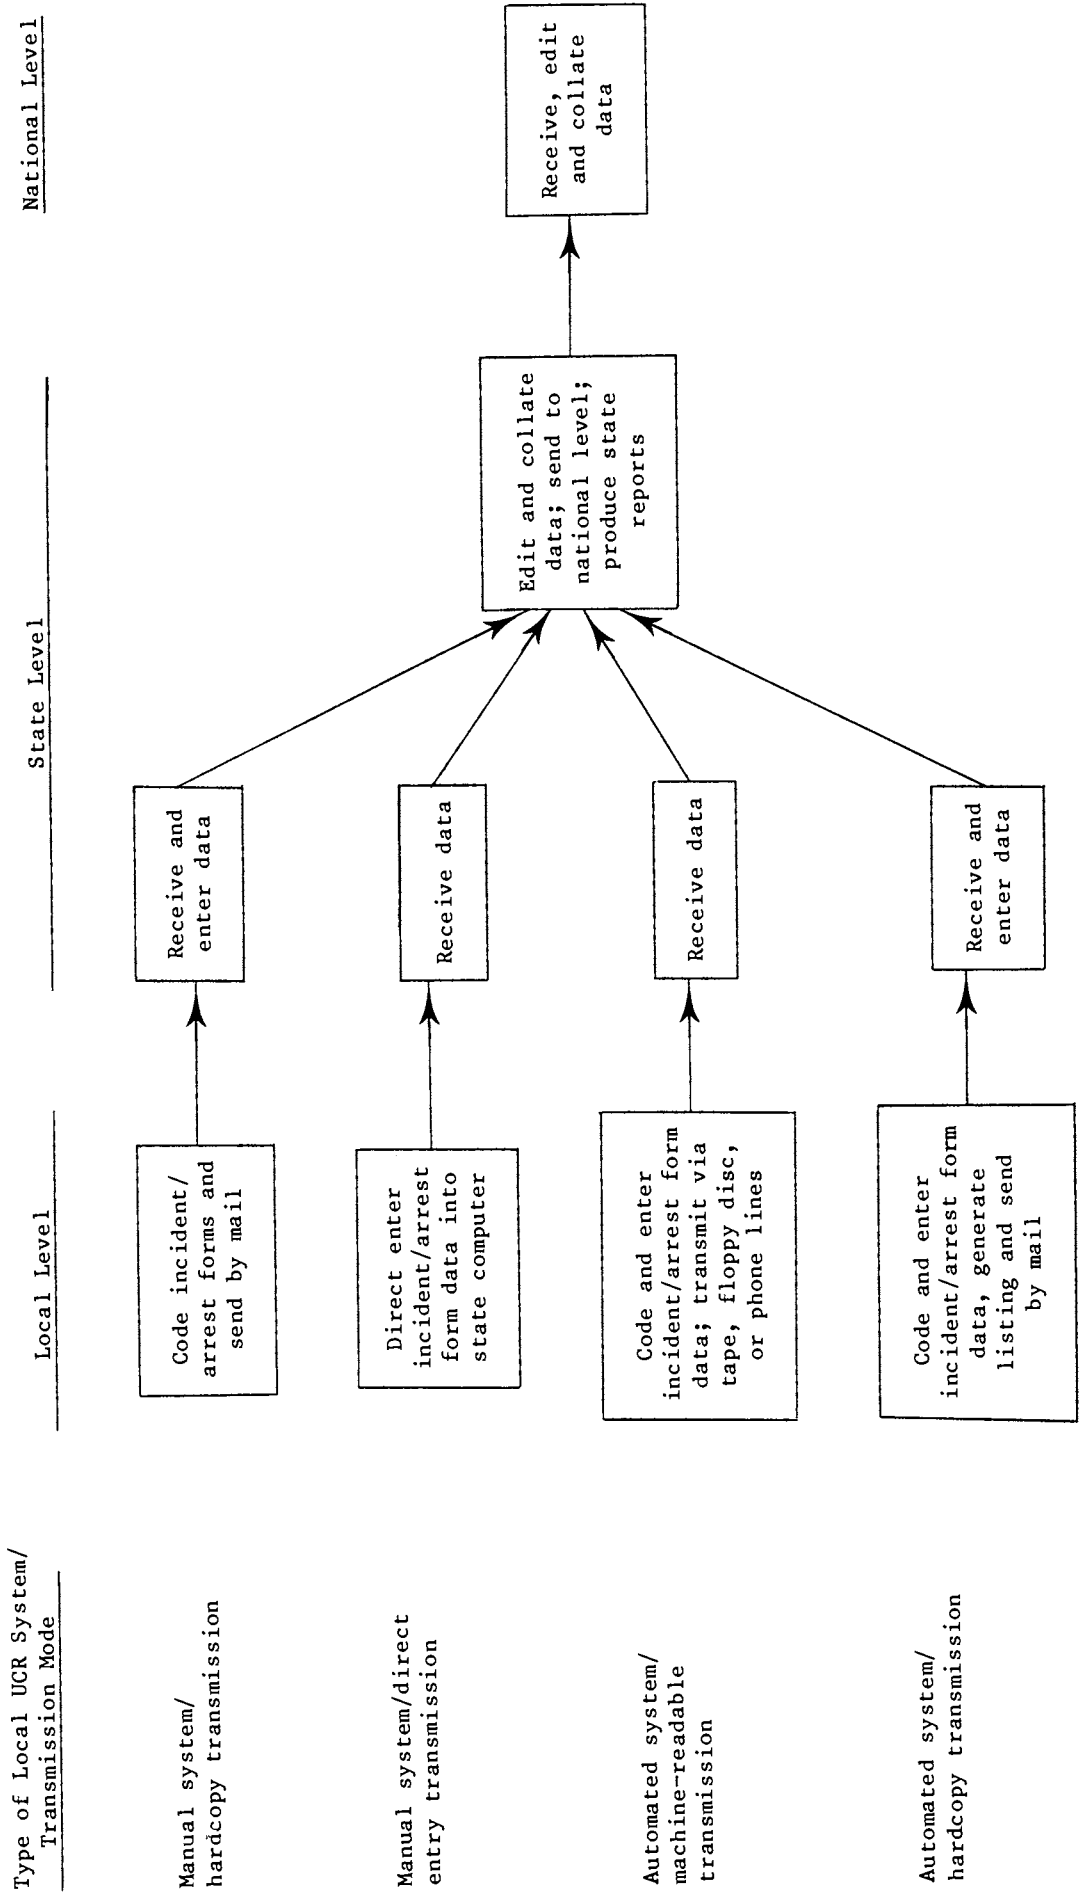 Type of Local UCR System/
Transmission Mode
Local Level
State Level
National Level
Manual system/
hardcopy transmission
Code incident/
arrest forms and
send by mail
Receive and
enter data
Manual system/direct
entry transmission
Direct enter
incident/arrest
form data into
state computer
Receive data
Automated system/
machine-readable
transmission
Code and enter
incident/arrest form
data; transmit via
tape, floppy disc,
or phone lines
Receive data
Automated system/
hardcopy transmission
Code and enter
incident/arrest form
data, generate
listing and send
by mail
Receive and
enter data
Edit and collate
data; send to
national level;
produce state
reports
Receive, edit
and collate
data